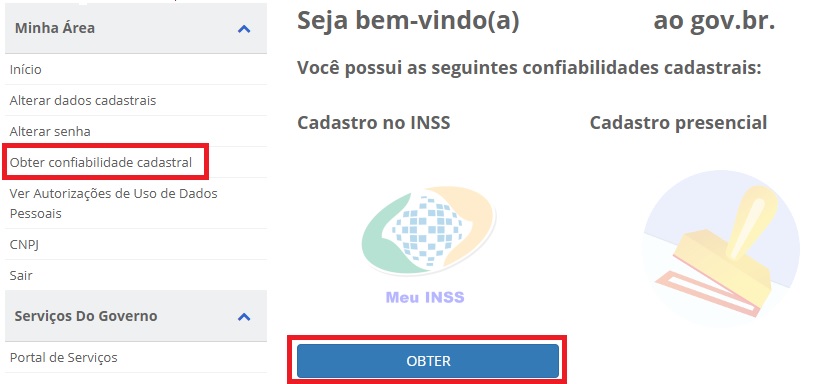 Minha Área
Início
Alterar dados cadastrais
Alterar senha
Obter confiabilidade cadastral
Ver Autorizações de Uso de Dados
Pessoais
CNPJ
Sair
Serviços Do Governo
Portal de Serviços
Seja bem-vindo(a) ao gov.br.
Você possui as seguintes confiabilidades cadastrais:
Cadastro no INSS
Cadastro presencial
Meu INSS
OBTER